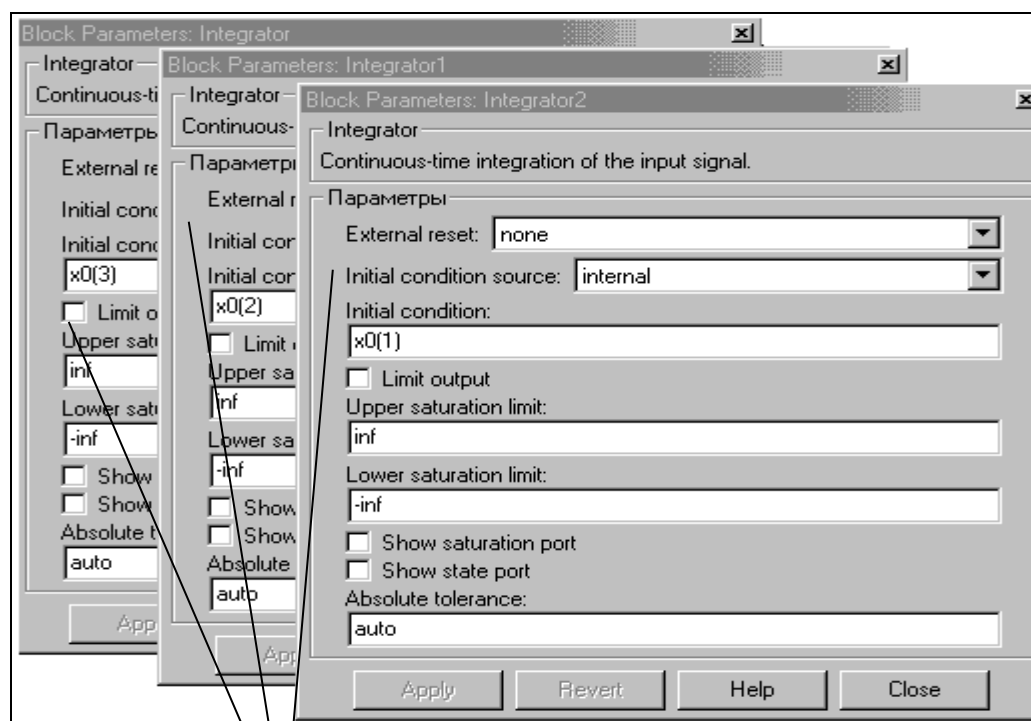 Block Parameters: Integrator
Integrator
Continuous-ti
Параметры
External re
Initial cond
Initial cond
x0(3)
Limit o
Upper satu
inf
Lower satu
-inf
Show
Show
Absolute t
auto
App
Block Parameters: Integrator1
Integrator
Continuous-
Параметры
External r
Initial con
Initial con
x0(2)
Limit
Upper sa
inf
Lower sa
-inf
Show
Show
Absolute
auto
App
Block Parameters: Integrator2
Integrator
Continuous-time integration of the input signal.
Параметры
External reset: none
Initial condition source: internal
Initial condition:
x0(1)
Limit output
Upper saturation limit:
inf
Lower saturation limit:
-inf
Show saturation port
Show state port
Absolute tolerance:
auto
Apply Revert Help Close